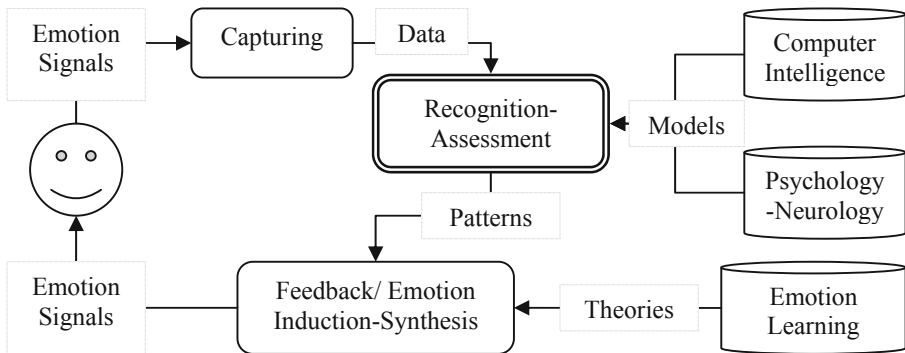 Emotion
Signals
Capturing
Data
Computer
Intelligence
Recognition-
Assessment
Models
Psychology
-Neurology
Patterns
Emotion
Signals
Feedback/ Emotion
Induction-Synthesis
Theories
Emotion
Learning